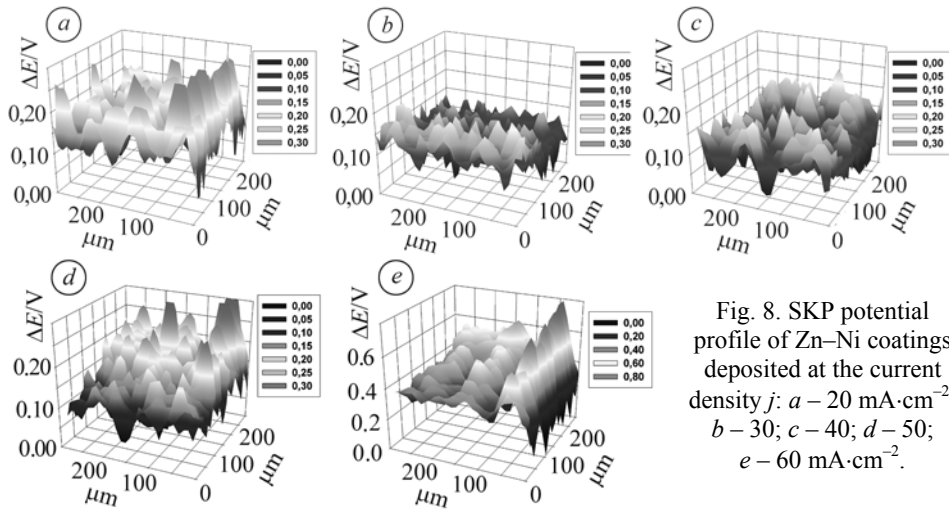 a
ΔE/V
0,20
0,10
0,00
200
100
0
μm
100
200
μm
0,00
0,05
0,10
0,15
0,20
0,25
0,30
b
ΔE/V
0,20
0,10
0,00
200
100
0
μm
100
200
μm
0,00
0,05
0,10
0,15
0,20
0,25
0,30
c
ΔE/V
0,20
0,10
0,00
200
100
0
μm
100
200
μm
0,00
0,05
0,10
0,15
0,20
0,25
0,30
d
ΔE/V
0,20
0.10
0.00
200
100
0
μm
100
200
μm
0,00
0,05
0,10
0,15
0,20
0,25
0,30
e
ΔE/V
0.6
0.4
0.2
0.0
200
100
0
μm
100
200
μm
0,00
0,20
0,40
0,60
0,80
Fig. 8. SKP potential
profile of Zn–Ni coatings
deposited at the current
density j: a – 20 mA·cm⁻²
b – 30; c – 40; d – 50;
e – 60 mA·cm⁻².